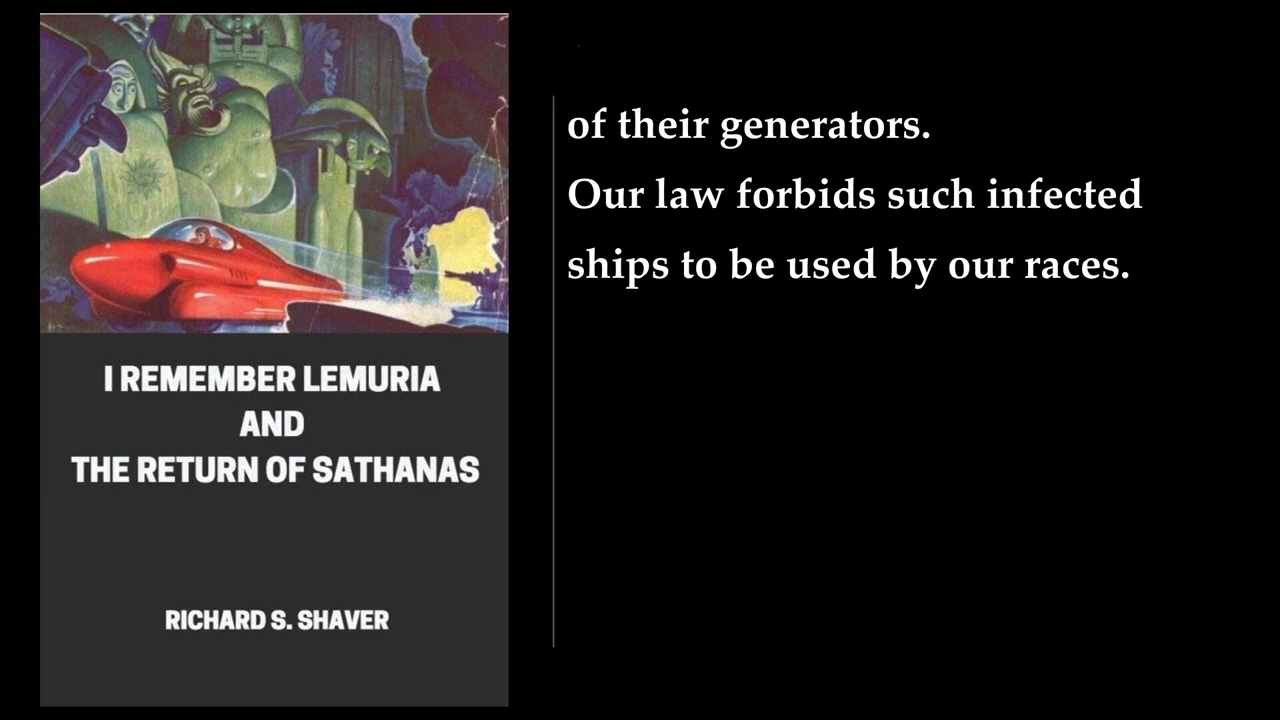 I REMEMBER LEMURIA
AND
THE RETURN OF SATHANAS
RICHARD S. SHAVER
of their generators.
Our law forbids such infected
ships to be used by our races.